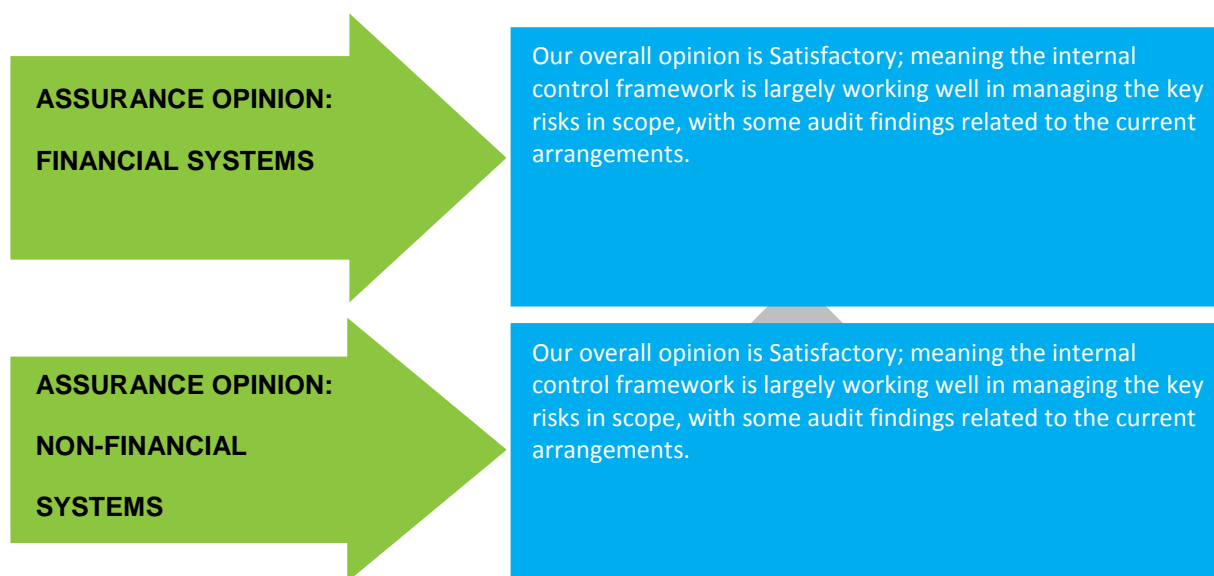 ASSURANCE OPINION:
FINANCIAL SYSTEMS
Our overall opinion is Satisfactory; meaning the internal
control framework is largely working well in managing the key
risks in scope, with some audit findings related to the current
arrangements.
ASSURANCE OPINION:
NON-FINANCIAL
SYSTEMS
Our overall opinion is Satisfactory; meaning the internal
control framework is largely working well in managing the key
risks in scope, with some audit findings related to the current
arrangements.